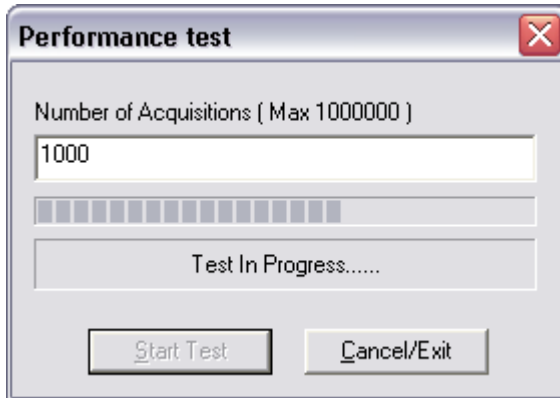 Performance test
Number of Acquisitions ( Max 1000000 )
1000
Test In Progress......
Start Test
Cancel/Exit